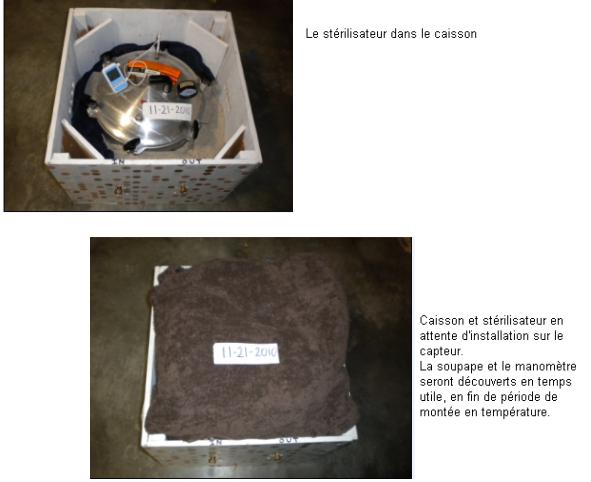 Le stérilisateur dans le caisson
11-21-2010
IN OUT
11-21-2010
IN OUT
Caisson et stérilisateur en
attente d'installation sur le
capteur.
La soupape et le manomètre
seront découverts en temps
utile, en fin de période de
montée en température.